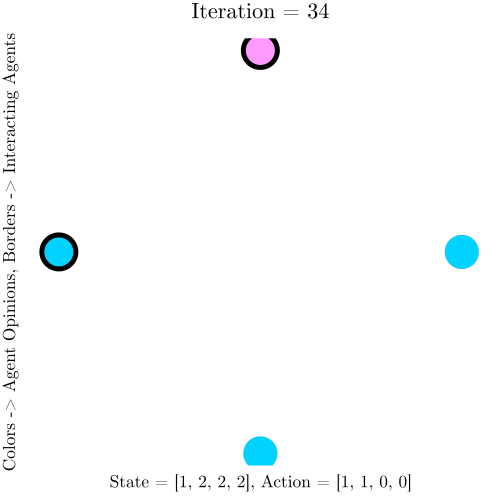 Iteration = 34
Colors -> Agent Opinions, Borders -> Interacting Agents
State = [1, 2, 2, 2], Action = [1, 1, 0, 0]